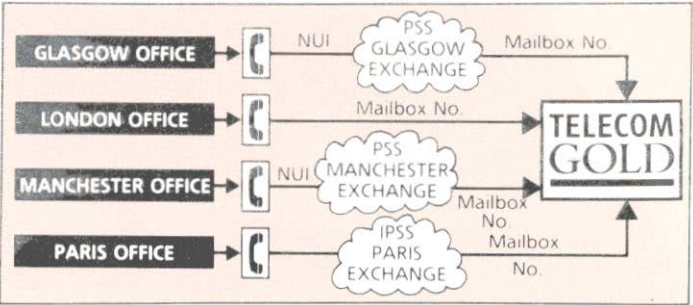 GLASGOW OFFICE
NUI
PSS
GLASGOW
EXCHANGE
Mailbox No.
LONDON OFFICE
Mailbox No.
TELECOM
GOLD
MANCHESTER OFFICE
NUI
PSS
MANCHESTER
EXCHANGE
Mailbox
No.
PARIS OFFICE
IPSS
PARIS
EXCHANGE
Mailbox
No.